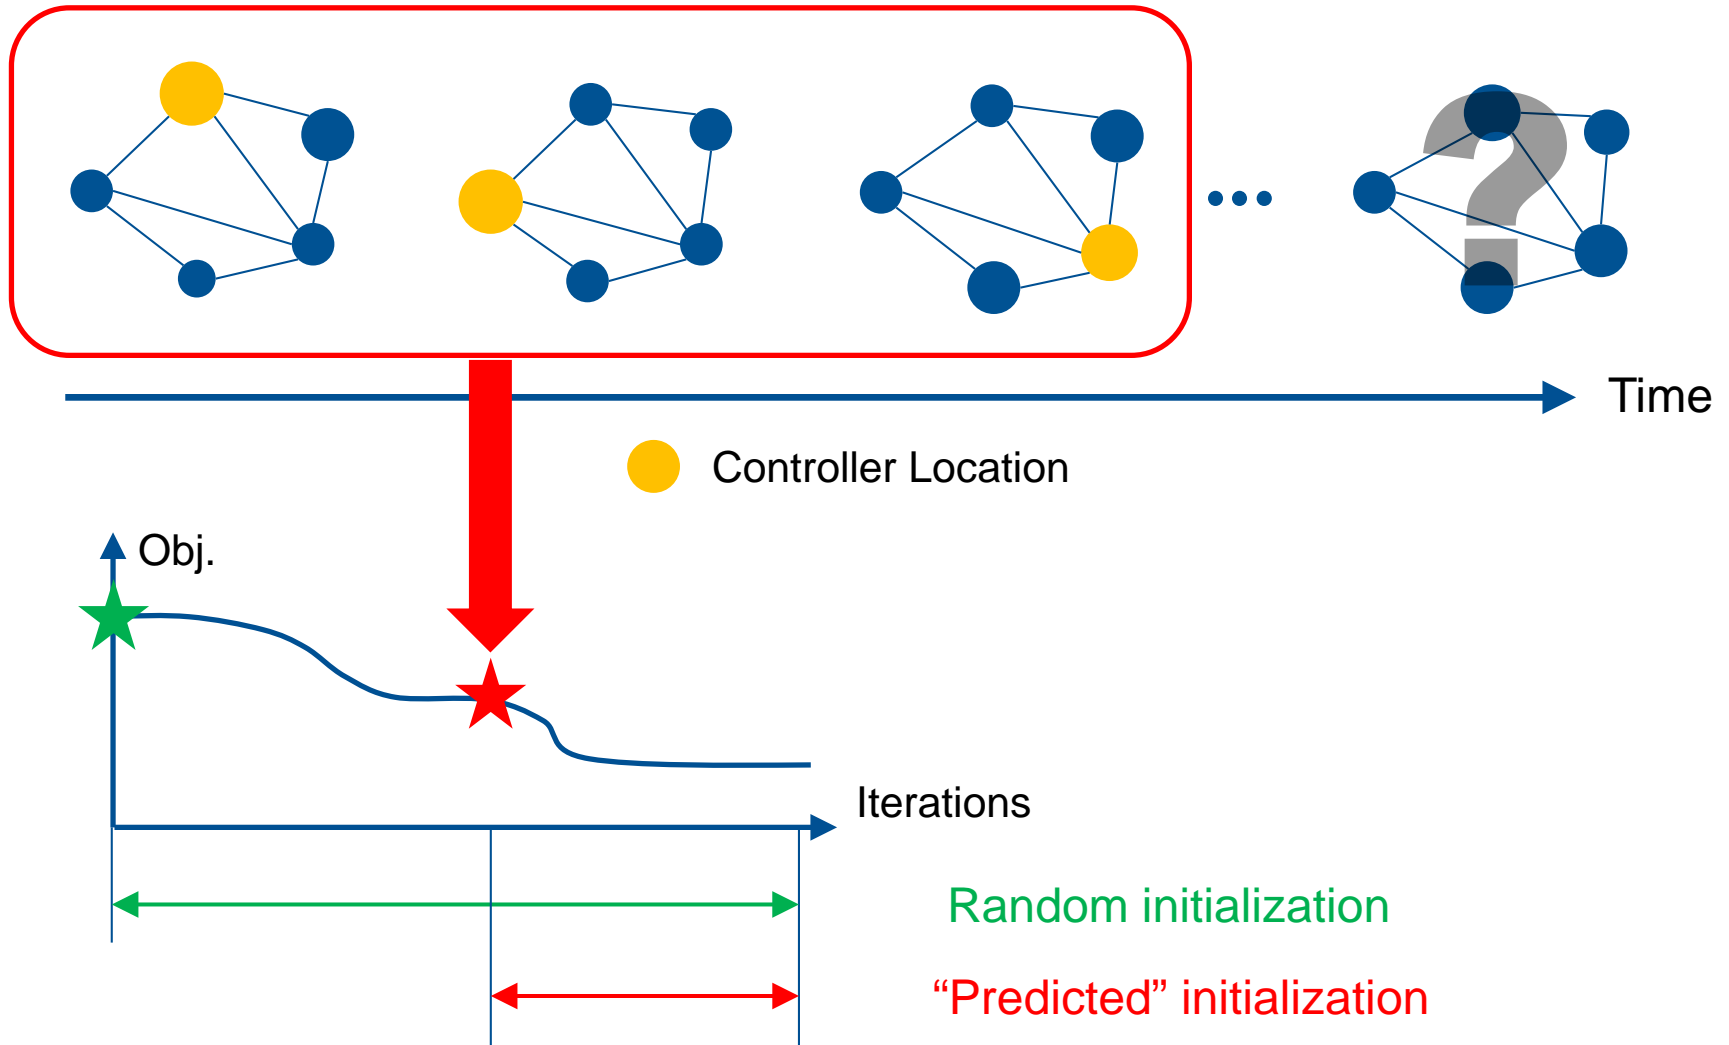 ?
Time
Controller Location
Obj.
Iterations
Random initialization
“Predicted” initialization